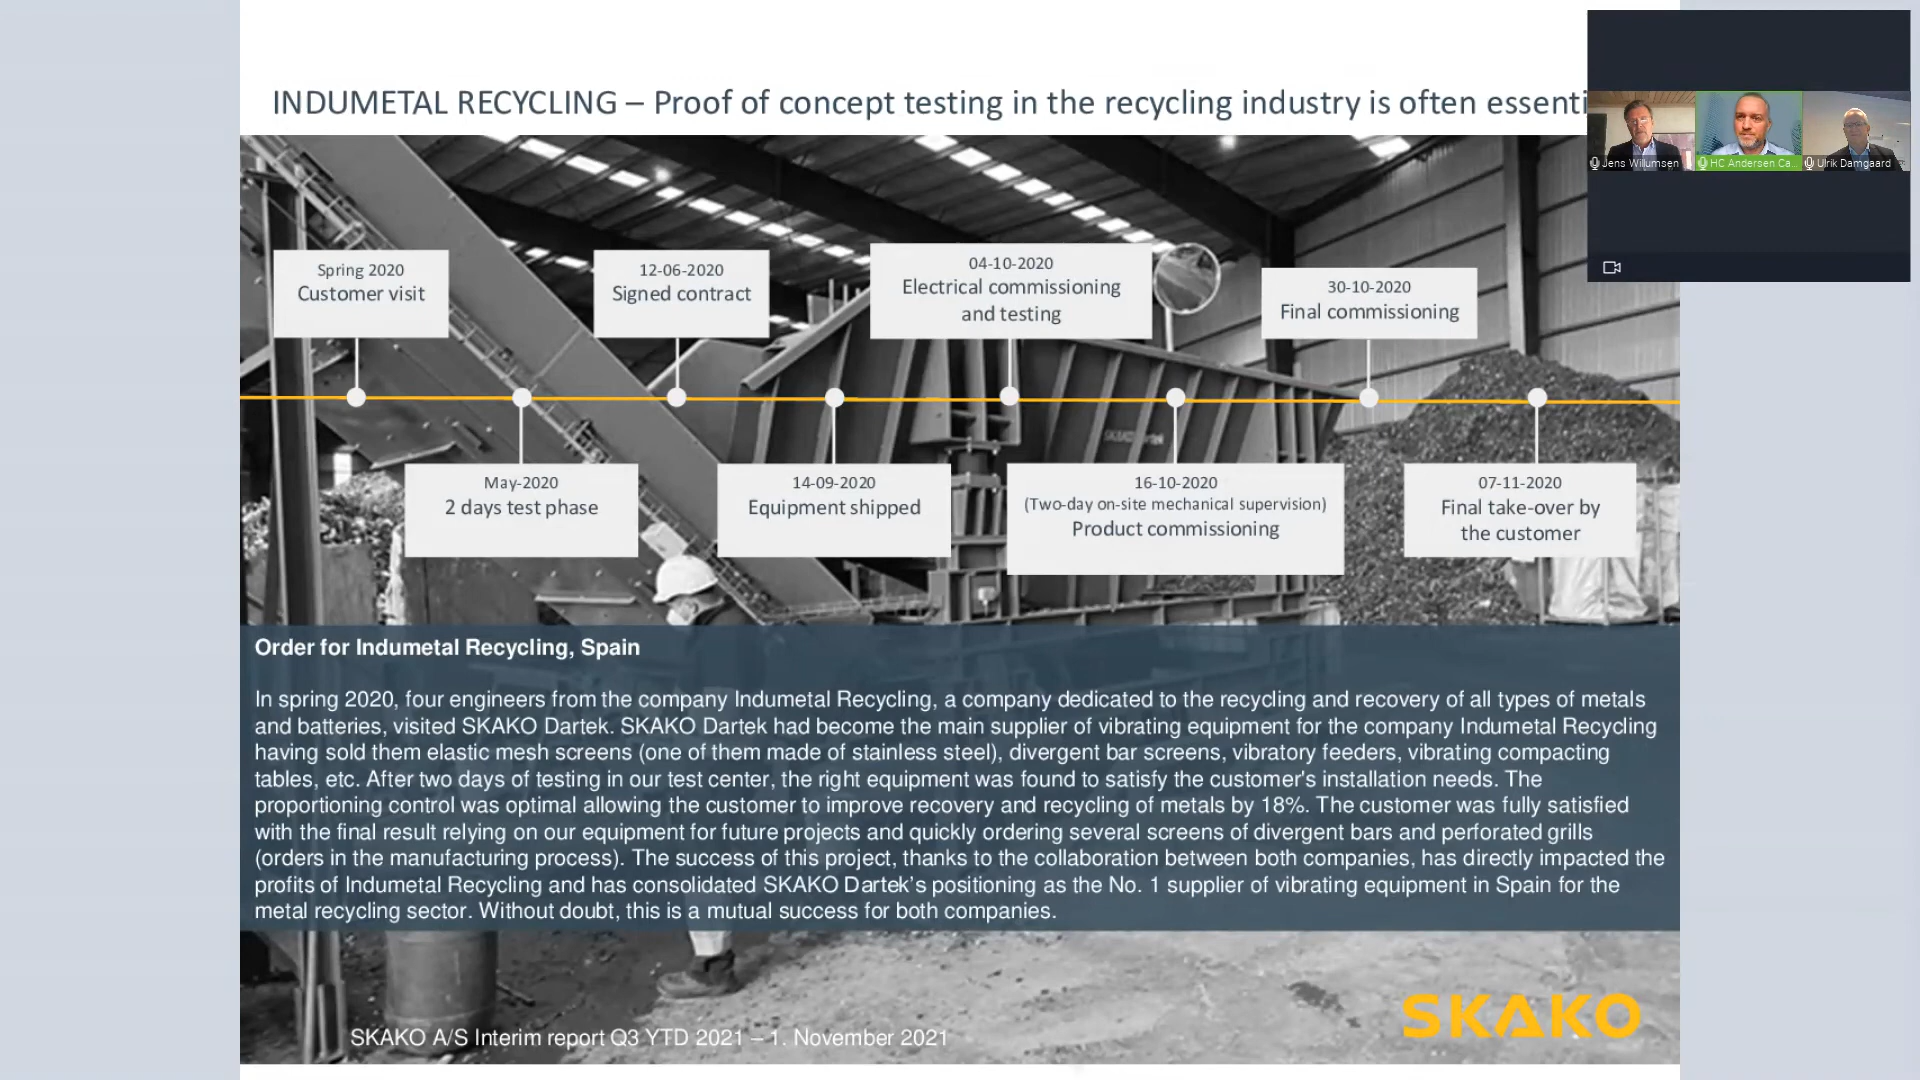 INDUMETAL RECYCLING – Proof of concept testing in the recycling industry is often essenti
Jens Willumsen
HC Andersen Ca...
Ulrik Damgaard
Spring 2020
Customer visit
12-06-2020
Signed contract
04-10-2020
Electrical commissioning
and testing
30-10-2020
Final commissioning
May-2020
2 days test phase
14-09-2020
Equipment shipped
16-10-2020
(Two-day on-site mechanical supervision)
Product commissioning
07-11-2020
Final take-over by
the customer
Order for Indumetal Recycling, Spain
In spring 2020, four engineers from the company Indumetal Recycling, a company dedicated to the recycling and recovery of all types of metals
and batteries, visited SKAKO Dartek. SKAKO Dartek had become the main supplier of vibrating equipment for the company Indumetal Recycling
having sold them elastic mesh screens (one of them made of stainless steel), divergent bar screens, vibratory feeders, vibrating compacting
tables, etc. After two days of testing in our test center, the right equipment was found to satisfy the customer's installation needs. The
proportioning control was optimal allowing the customer to improve recovery and recycling of metals by 18%. The customer was fully satisfied
with the final result relying on our equipment for future projects and quickly ordering several screens of divergent bars and perforated grills
(orders in the manufacturing process). The success of this project, thanks to the collaboration between both companies, has directly impacted the
profits of Indumetal Recycling and has consolidated SKAKO Dartek’s positioning as the No. 1 supplier of vibrating equipment in Spain for the
metal recycling sector. Without doubt, this is a mutual success for both companies.
SKAKO A/S Interim report Q3 YTD 2021 – 1. November 2021
SKAKO